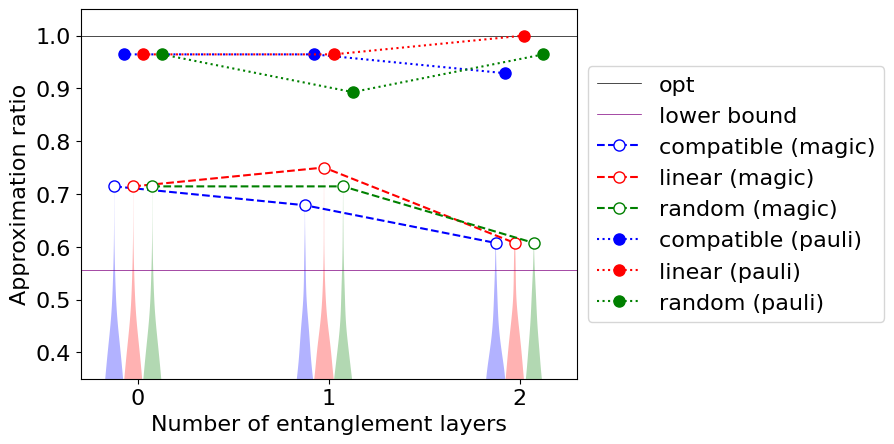 1.0
0.9
0.8
0.7
0.6
0.5
0.4
Approximation ratio
0 1 2
Number of entanglement layers
opt
lower bound
compatible (magic)
linear (magic)
random (magic)
compatible (pauli)
linear (pauli)
random (pauli)